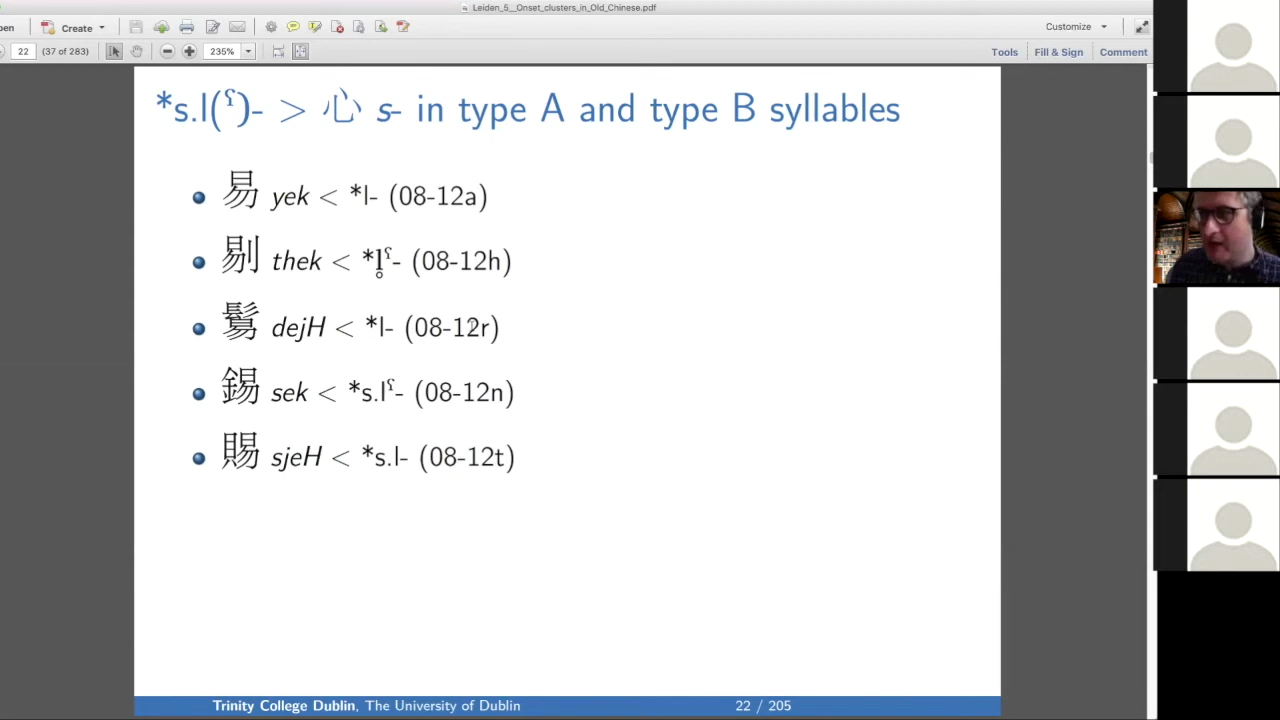 Leiden_5__Onset_clusters_in_Old_Chinese.pdf
pen Create Customize
22 (37 of 283) 235% Tools Fill & Sign Comment
*s.l(ˤ)- > 心 s- in type A and type B syllables
易 yek < *l- (08-12a)
剔 thek < *l̥ˤ- (08-12h)
鬄 dejH < *l- (08-12r)
錫 sek < *s.lˤ- (08-12n)
賜 sjeH < *s.l- (08-12t)
Trinity College Dublin, The University of Dublin 22 / 205